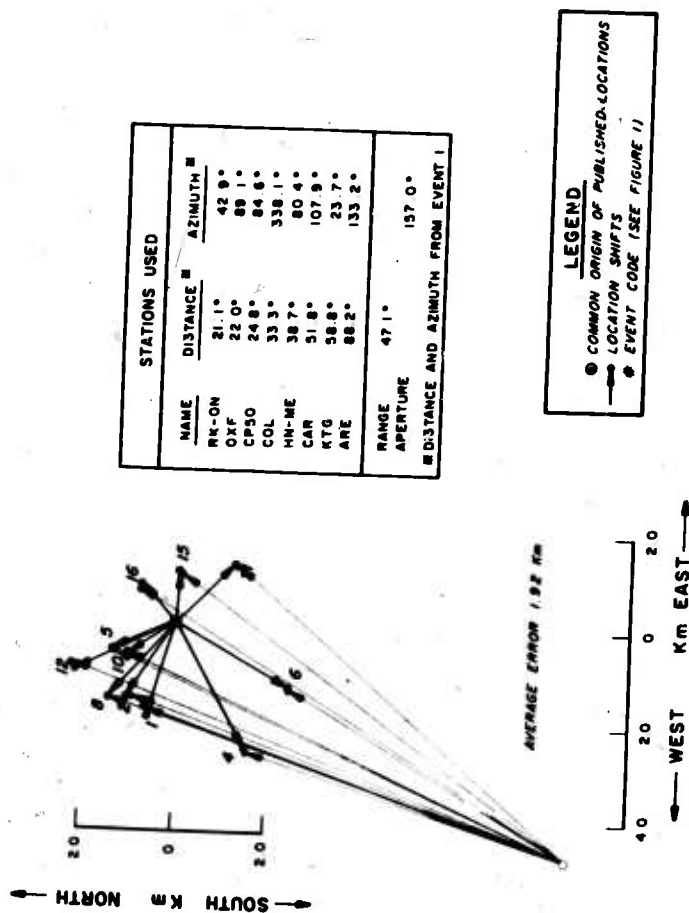 STATIONS USED
NAME DISTANCE* AZIMUTH*
RK-ON 21.1° 42.9°
OXF 22.0° 89.1°
CPSO 24.8° 84.6°
COL 33.3° 338.1°
HN-ME 38.7° 80.4°
CAR 51.8° 107.9°
KTG 58.8° 23.7°
ARE 88.2° 133.2°
RANGE 47.1°
APERTURE 157.0°
*DISTANCE AND AZIMUTH FROM EVENT 1
LEGEND
COMMON ORIGIN OF PUBLISHED LOCATIONS
LOCATION SHIFTS
# EVENT CODE (SEE FIGURE 1)
12
5
16
8
10
2
1
15
4
6
AVERAGE ERROR 1.92 Km
20
0
20
SOUTH Km NORTH
40 20 0 20
WEST Km EAST